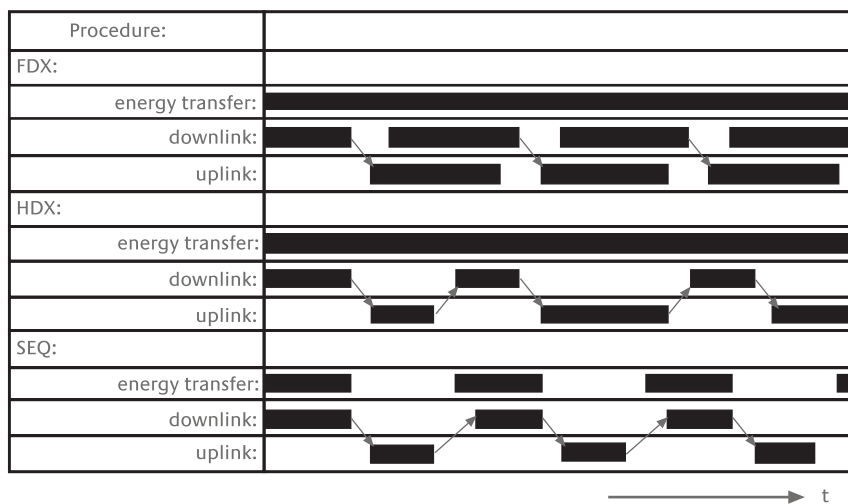 Procedure:
FDX:
energy transfer:
downlink:
uplink:
HDX:
energy transfer:
downlink:
uplink:
SEQ:
energy transfer:
downlink:
uplink:
t